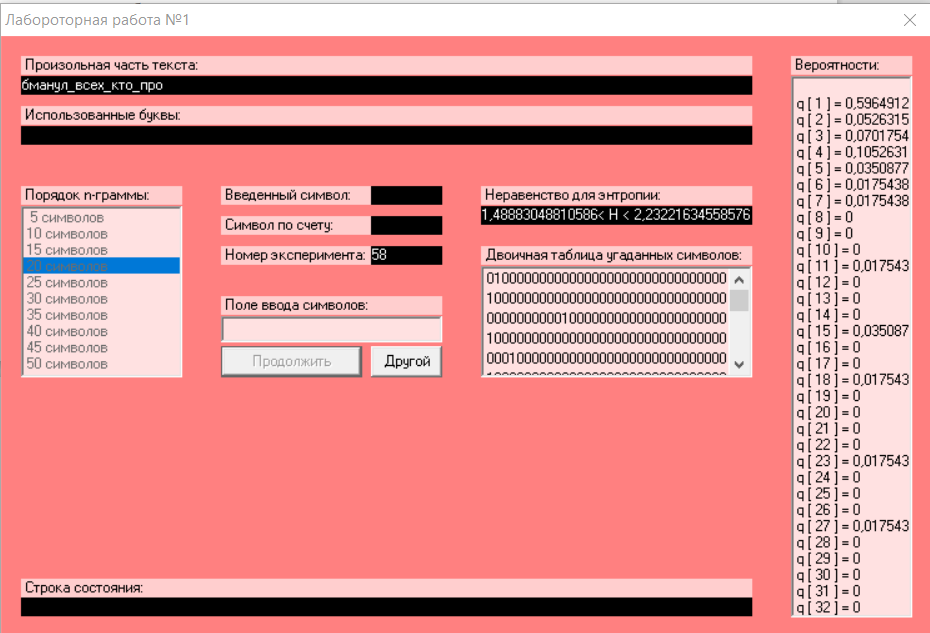 Лабороторная работа №1
Произольная часть текста:
бманул_всех_кто_про
Использованные буквы:
Порядок n-граммы:
5 символов
10 символов
15 символов
20 символов
25 символов
30 символов
35 символов
40 символов
45 символов
50 символов
Введенный символ:
Символ по счету:
Номер эксперимента: 58
Поле ввода символов:
Продолжить
Другой
Неравенство для энтропии:
1,48883048810586< H < 2,23221634558576
Двоичная таблица угаданных символов:
01000000000000000000000000000000
10000000000000000000000000000000
00000000001000000000000000000000
10000000000000000000000000000000
00010000000000000000000000000000
Строка состояния:
Вероятности:
q [ 1 ] = 0,5964912
q [ 2 ] = 0,0526315
q [ 3 ] = 0,0701754
q [ 4 ] = 0,1052631
q [ 5 ] = 0,0350877
q [ 6 ] = 0,0175438
q [ 7 ] = 0,0175438
q [ 8 ] = 0
q [ 9 ] = 0
q [ 10 ] = 0
q [ 11 ] = 0,017543
q [ 12 ] = 0
q [ 13 ] = 0
q [ 14 ] = 0
q [ 15 ] = 0,035087
q [ 16 ] = 0
q [ 17 ] = 0
q [ 18 ] = 0,017543
q [ 19 ] = 0
q [ 20 ] = 0
q [ 21 ] = 0
q [ 22 ] = 0
q [ 23 ] = 0,017543
q [ 24 ] = 0
q [ 25 ] = 0
q [ 26 ] = 0
q [ 27 ] = 0,017543
q [ 28 ] = 0
q [ 29 ] = 0
q [ 30 ] = 0
q [ 31 ] = 0
q [ 32 ] = 0